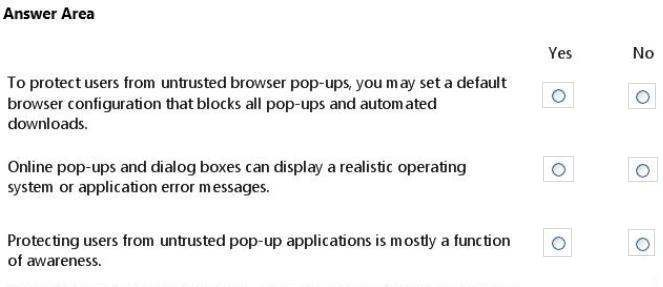 Answer Area
Yes No
To protect users from untrusted browser pop-ups, you may set a default
browser configuration that blocks all pop-ups and automated
downloads.
Online pop-ups and dialog boxes can display a realistic operating
system or application error messages.
Protecting users from untrusted pop-up applications is mostly a function
of awareness.